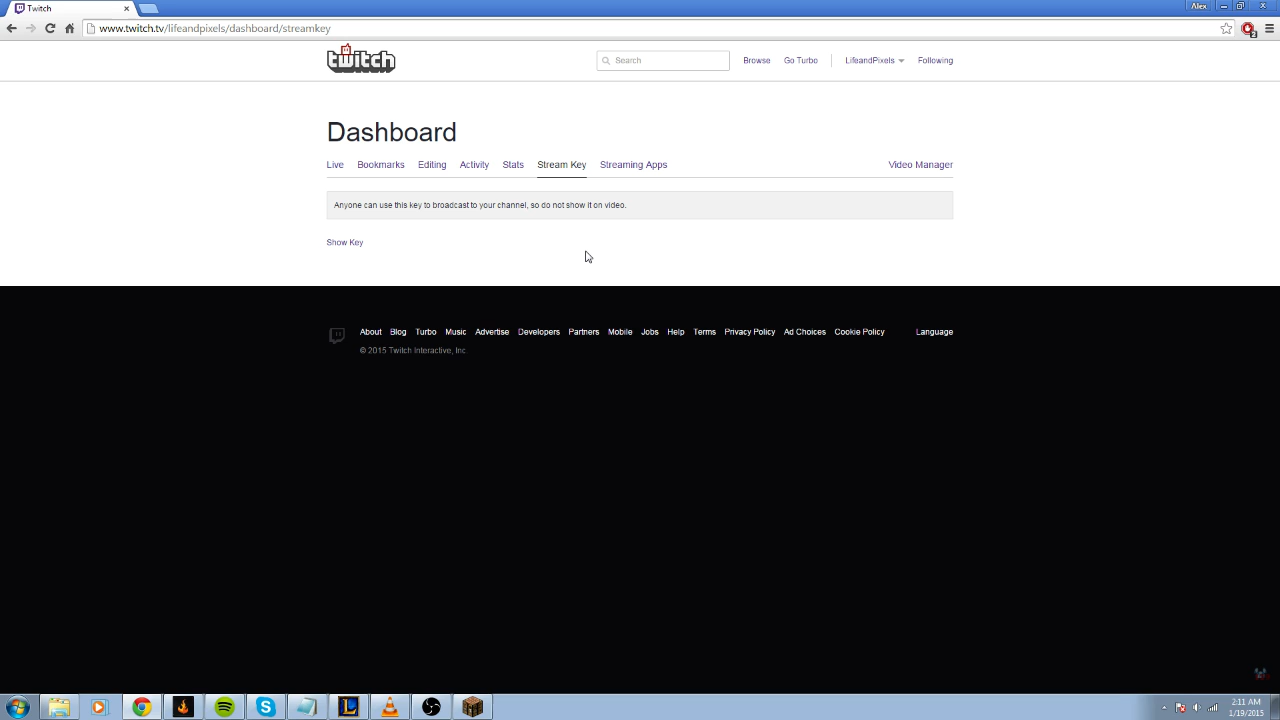 Twitch
Alex
www.twitch.tv/lifeandpixels/dashboard/streamkey
twitch
Search
Browse
Go Turbo
LifeandPixels
Following
Dashboard
Live
Bookmarks
Editing
Activity
Stats
Stream Key
Streaming Apps
Video Manager
Anyone can use this key to broadcast to your channel, so do not show it on video.
Show Key
About
Blog
Turbo
Music
Advertise
Developers
Partners
Mobile
Jobs
Help
Terms
Privacy Policy
Ad Choices
Cookie Policy
Language
© 2015 Twitch Interactive, Inc
2:11 AM
1/19/2015